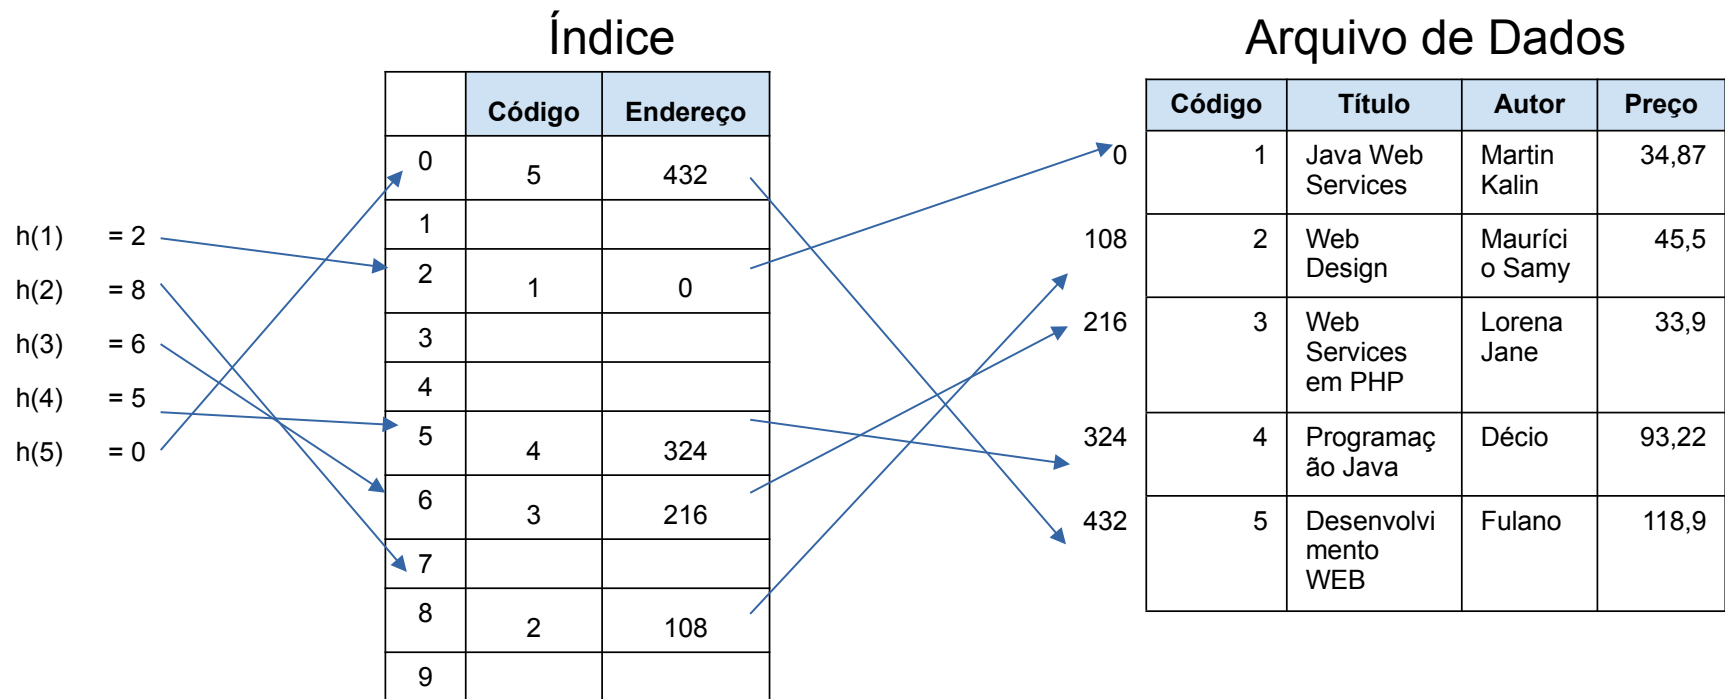 Índice
Arquivo de Dados
h(1) = 2
h(2) = 8
h(3) = 6
h(4) = 5
h(5) = 0
Código Endereço
0 5 432
1
2 1 0
3
4
5 4 324
6 3 216
7
8 2 108
9
Código Título Autor Preço
0 1 Java Web Martin 34,87
Services Kalin
108 2 Web Mauríci 45,5
Design o Samy
216 3 Web Lorena 33,9
Services Jane
em PHP
324 4 Programaç Décio 93,22
ão Java
432 5 Desenvolvi Fulano 118,9
mento
WEB